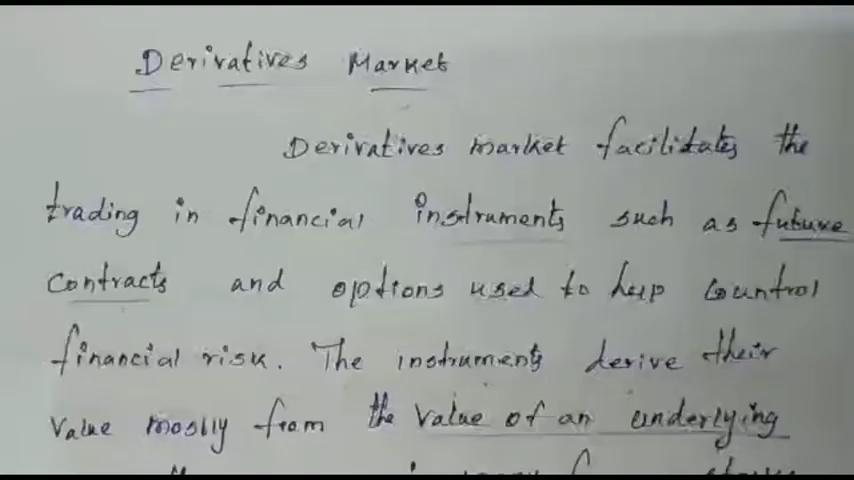 Derivatives Market
Derivatives market facilitates the
trading in financial instruments such as future
contracts and options used to help control
financial risk. The instruments derive their
value mostly from the value of an underlying